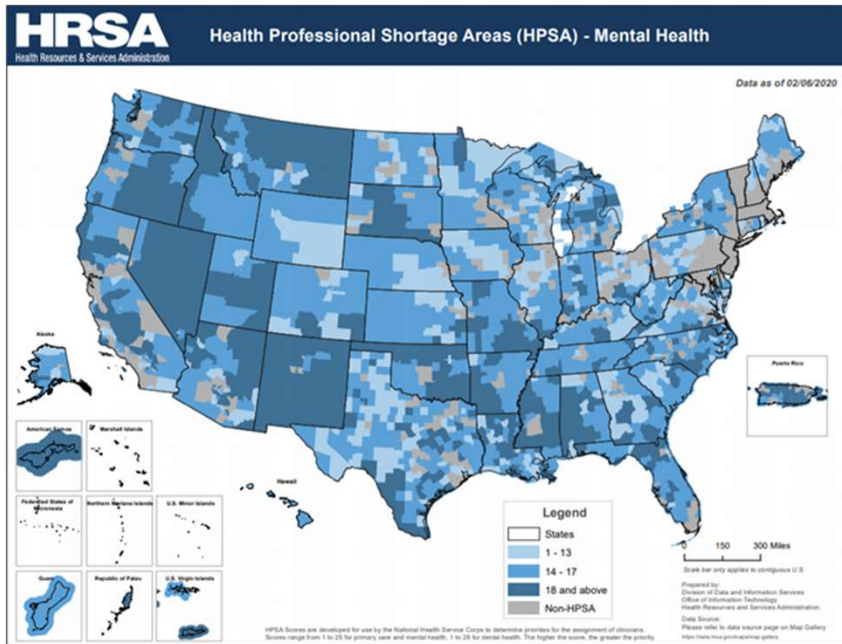 HRSA
Health Resources & Services Administration
Health Professional Shortage Areas (HPSA) - Mental Health
Data as of 02/06/2020
Alaska
Puerto Rico
American Samoa
Marshall Islands
Hawaii
Federated States of
Micronesia
Northern Mariana Islands
U.S. Minor Islands
Guam
Republic of Palau
U.S. Virgin Islands
Legend
States
1 - 13
14 - 17
18 and above
Non-HPSA
0 150 300 Miles
Scale bar only applies to contiguous U.S.
Prepared by:
Division of Data and Information Services
Office of Information Technology
Health Resources and Services Administration
Data Source:
Please refer to data source page on Map Gallery
HPSA Scores are developed for use by the National Health Service Corps to determine priorities for the assignment of clinicians.
Scores range from 1 to 25 for primary care and mental health, 1 to 26 for dental health. The higher the score, the greater the priority.